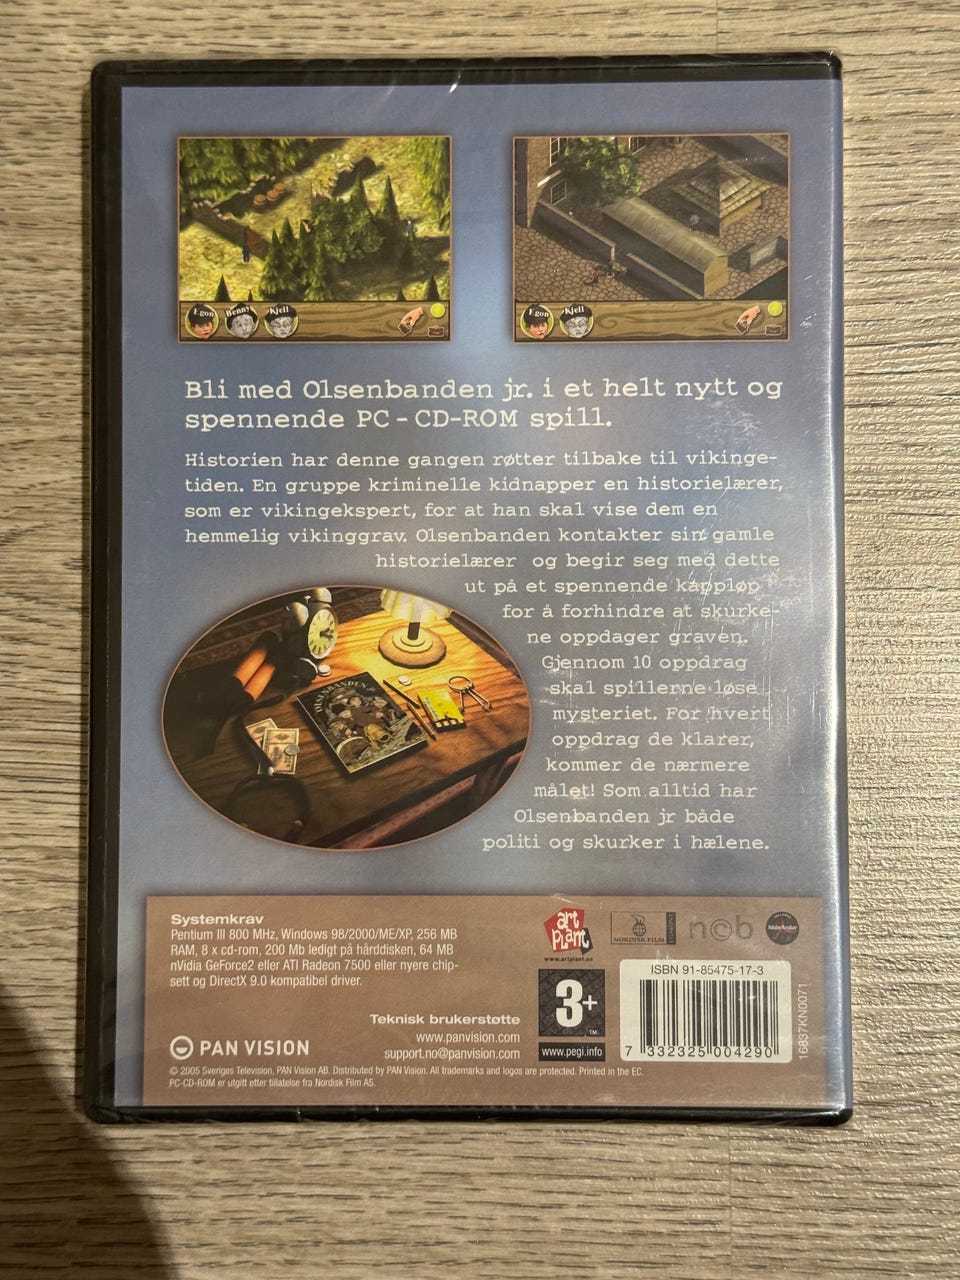 Egon Benny Kjell
Egon Kjell
Bli med Olsenbanden jr. i et helt nytt og
spennende PC - CD-ROM spill.
Historien har denne gangen røtter tilbake til vikinge-
tiden. En gruppe kriminelle kidnapper en historielærer,
som er vikingekspert, for at han skal vise dem en
hemmelig vikinggrav. Olsenbanden kontakter sin gamle
historielærer og begir seg med dette
ut på et spennende kappløp
for å forhindre at skurke-
ne oppdager graven.
Gjennom 10 oppdrag
skal spillerne løse
mysteriet. For hvert
oppdrag de klarer,
kommer de nærmere
målet! Som alltid har
Olsenbanden jr både
politi og skurker i hælene.
OLSENBANDEN JR
Systemkrav
Pentium III 800 MHz, Windows 98/2000/ME/XP, 256 MB
RAM, 8 x cd-rom, 200 Mb ledigt på hårddisken, 64 MB
nVidia GeForce2 eller ATI Radeon 7500 eller nyere chip-
sett og DirectX 9.0 kompatibel driver.
Teknisk brukerstøtte
www.panvision.com
support.no@panvision.com
PAN VISION
© 2005 Sveriges Television, PAN Vision AB. Distributed by PAN Vision. All trademarks and logos are protected. Printed in the EC.
PC-CD-ROM er utgitt etter tillatelse fra Nordisk Film AS.
art
PLANT
www.artplant.no
NORDISK FILM
ncb
Adobe Acrobat
3+
TM
www.pegi.info
ISBN 91-85475-17-3
7 332325 004290
16837KN0071